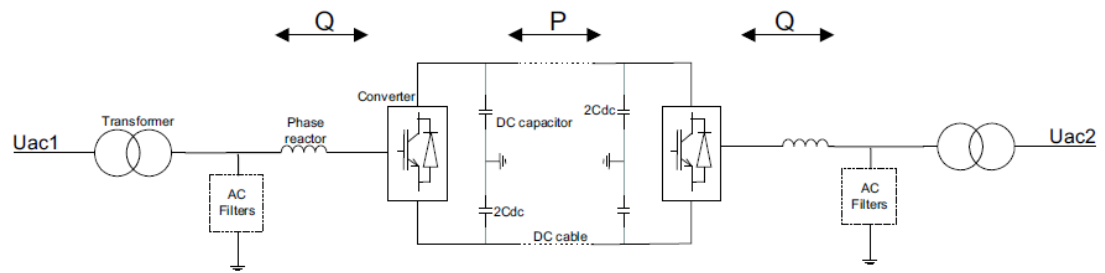 Q
P
Q
Converter
Transformer
Phase
reactor
DC capacitor
2Cdc
Uac1
Uac2
AC
Filters
AC
Filters
2Cdc
DC cable